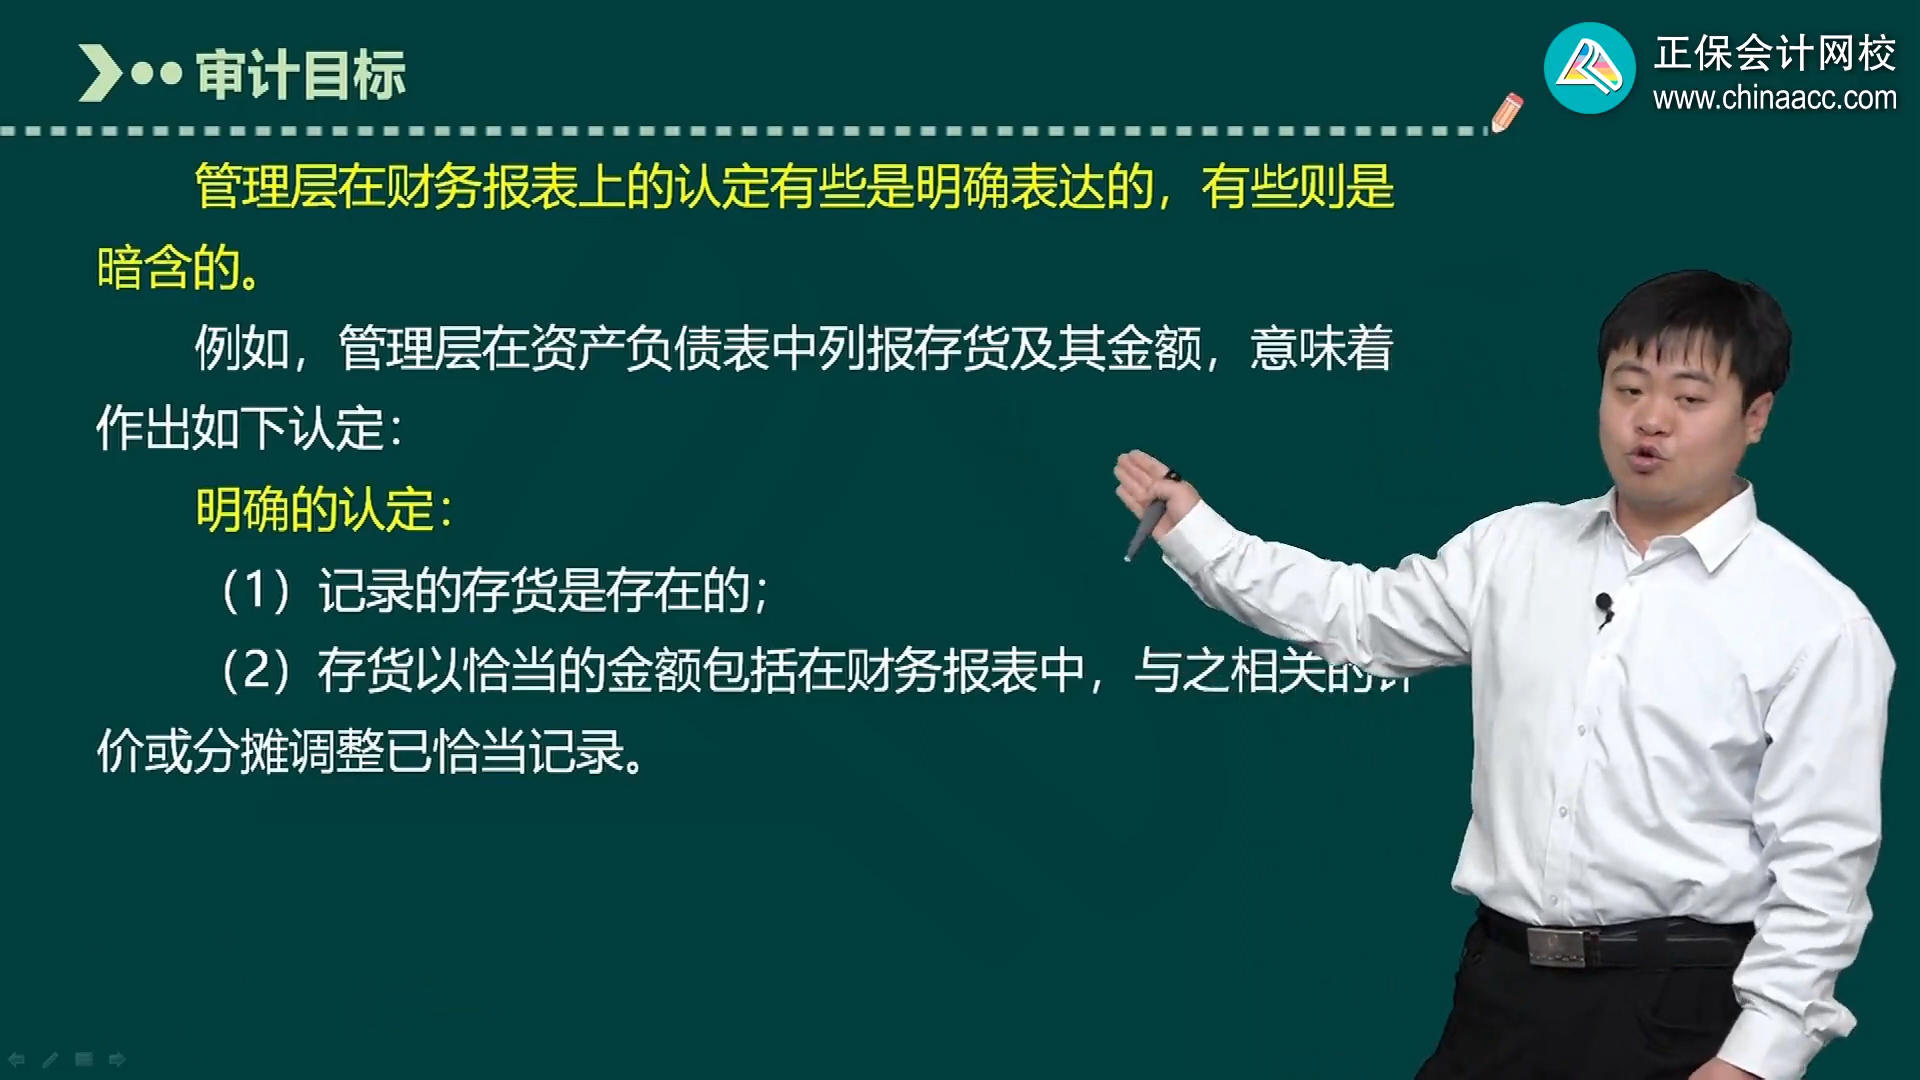 审计目标
正保会计网校
www.chinaacc.com
管理层在财务报表上的认定有些是明确表达的，有些则是
暗含的。
例如，管理层在资产负债表中列报存货及其金额，意味着
作出如下认定：
明确的认定：
（1）记录的存货是存在的；
（2）存货以恰当的金额包括在财务报表中，与之相关的计
价或分摊调整已恰当记录。